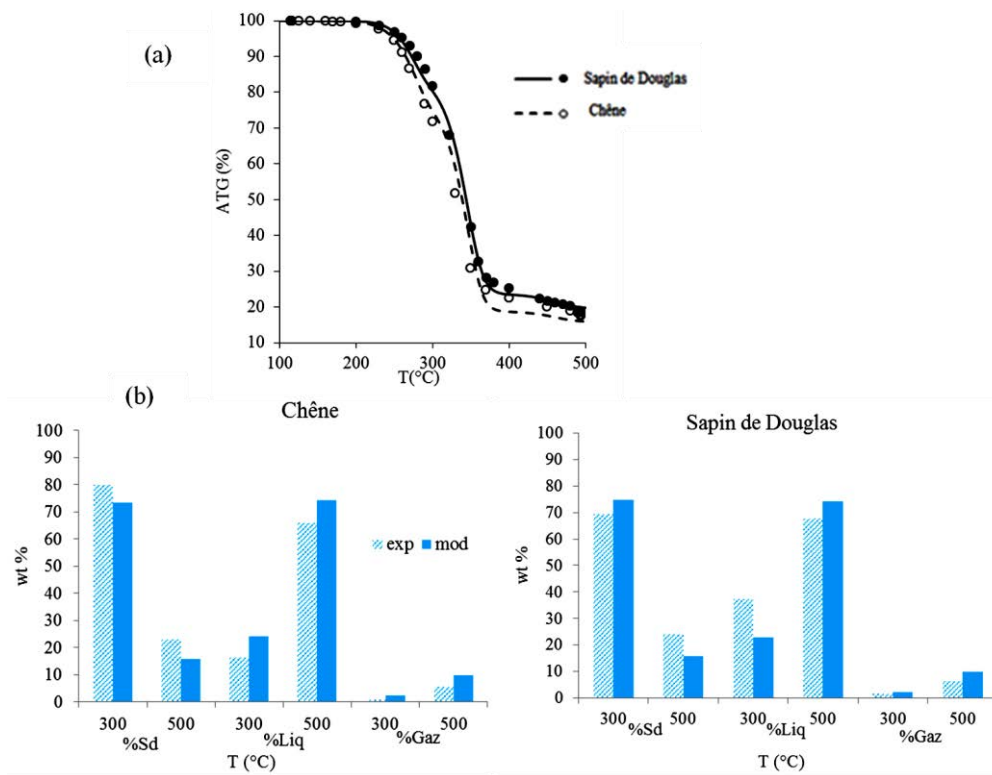 (a)
100
90
80
70
60
50
40
30
20
10
ATG (%)
100 200 300 400 500
T(°C)
Sapin de Douglas
Chêne
(b)
Chêne
100
90
80
70
60
50
40
30
20
10
0
wt %
exp mod
300 500 300 500 300 500
%Sd %Liq %Gaz
T (°C)
Sapin de Douglas
100
90
80
70
60
50
40
30
20
10
0
wt %
300 500 300 500 300 500
%Sd %Liq %Gaz
T (°C)